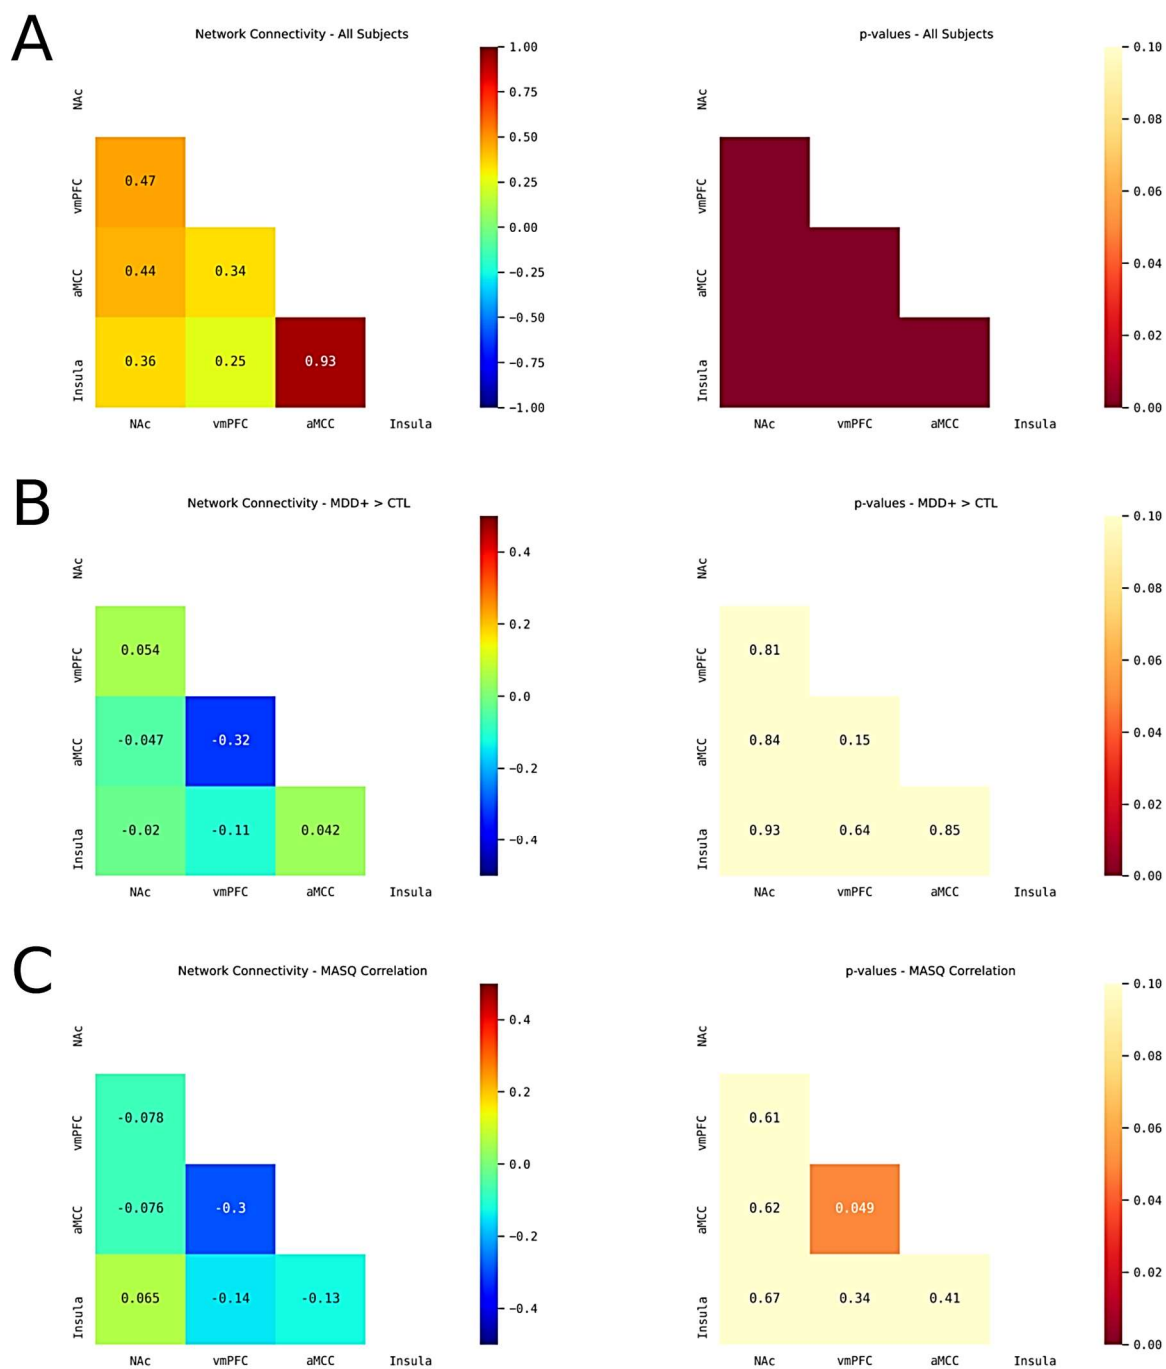 A
Network Connectivity - All Subjects
p-values - All Subjects
NAc
vmPFC
aMCC
Insula
0.47
0.44 0.34
0.36 0.25 0.93
NAc vmPFC aMCC Insula
1.00
0.75
0.50
0.25
0.00
−0.25
−0.50
−0.75
−1.00
NAc
vmPFC
aMCC
Insula
NAc vmPFC aMCC Insula
0.10
0.08
0.06
0.04
0.02
0.00
B
Network Connectivity - MDD+ > CTL
p-values - MDD+ > CTL
NAc
vmPFC
aMCC
Insula
0.054
-0.047 -0.32
-0.02 -0.11 0.042
NAc vmPFC aMCC Insula
0.4
0.2
0.0
−0.2
−0.4
NAc
vmPFC
aMCC
Insula
0.81
0.84 0.15
0.93 0.64 0.85
NAc vmPFC aMCC Insula
0.10
0.08
0.06
0.04
0.02
0.00
C
Network Connectivity - MASQ Correlation
p-values - MASQ Correlation
NAc
vmPFC
aMCC
Insula
-0.078
-0.076 -0.3
0.065 -0.14 -0.13
NAc vmPFC aMCC Insula
0.4
0.2
0.0
−0.2
−0.4
NAc
vmPFC
aMCC
Insula
0.61
0.62 0.049
0.67 0.34 0.41
NAc vmPFC aMCC Insula
0.10
0.08
0.06
0.04
0.02
0.00